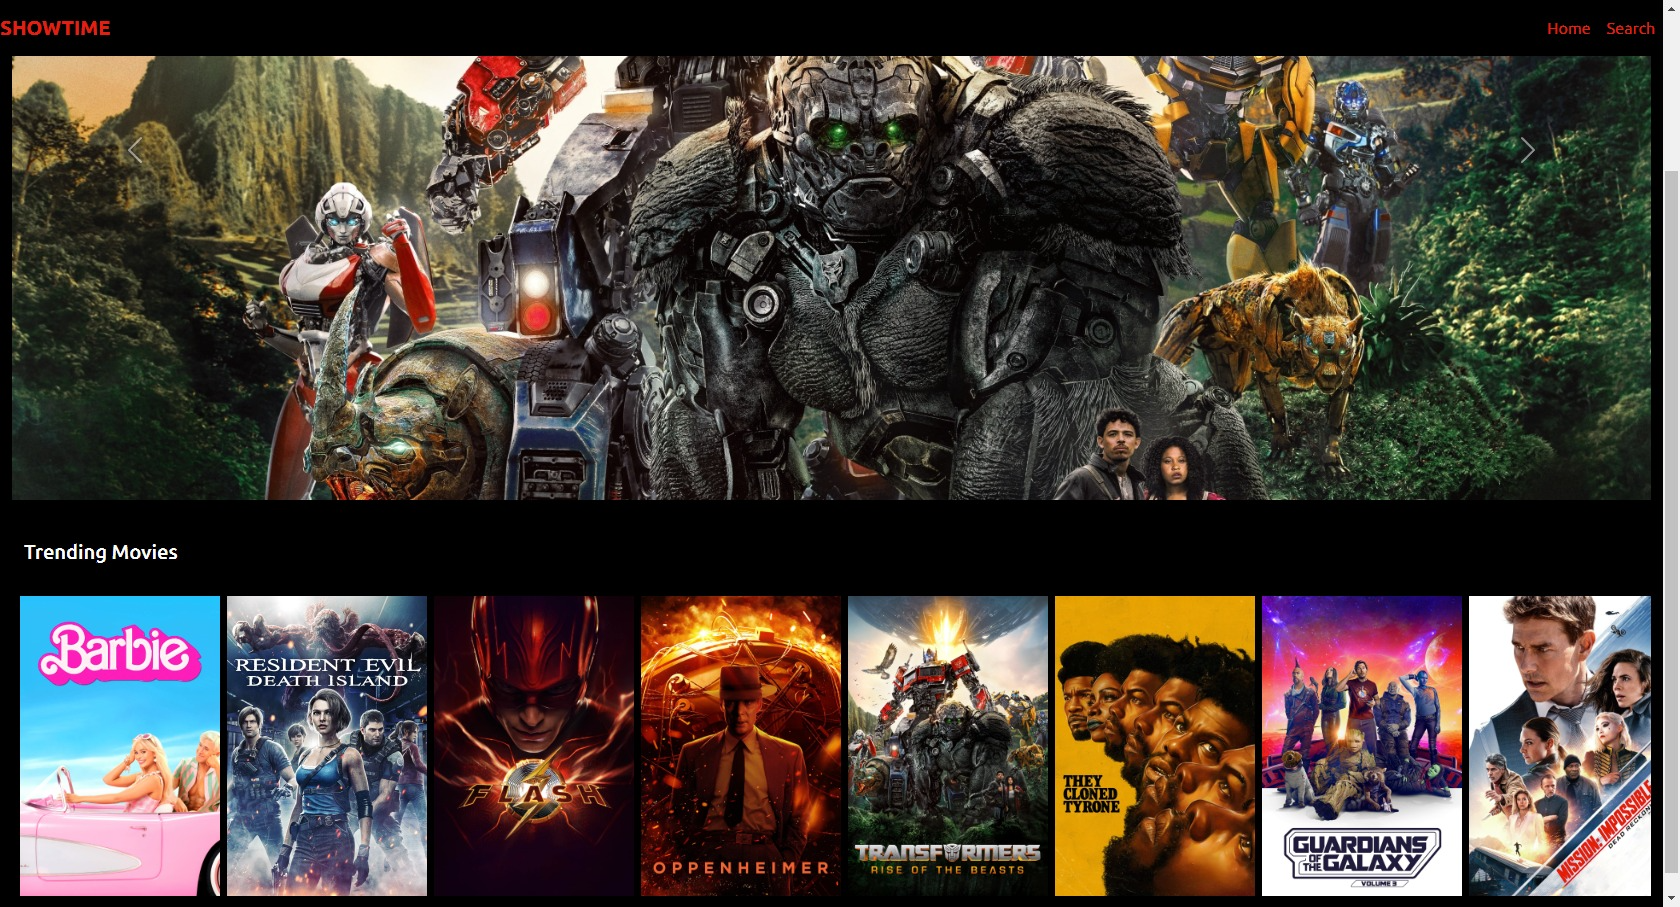 SHOWTIME
Home Search
Trending Movies
Barbie
RESIDENT EVIL
DEATH ISLAND
FLASH
OPPENHEIMER
TRANSFORMERS
RISE OF THE BEASTS
THEY
CLONED
TYRONE
GUARDIANS
OF THE
GALAXY
VOLUME 3
MISSION: IMPOSSIBLE
DEAD RECKO